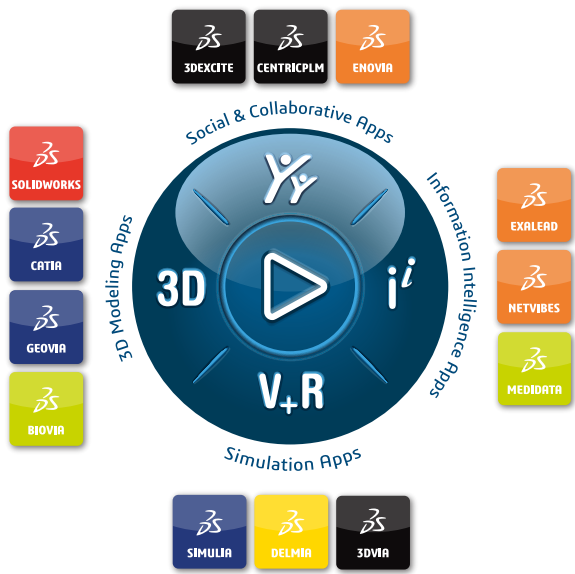 3DEXCITE
CENTRICPLM
ENOVIA
Social & Collaborative Apps
SOLIDWORKS
CATIA
GEOVIA
BIOVIA
3D Modeling Apps
3D
i i
V+R
Information Intelligence Apps
EXALEAD
NETVIBES
MEDIDATA
Simulation Apps
SIMULIA
DELMIA
3DVIA